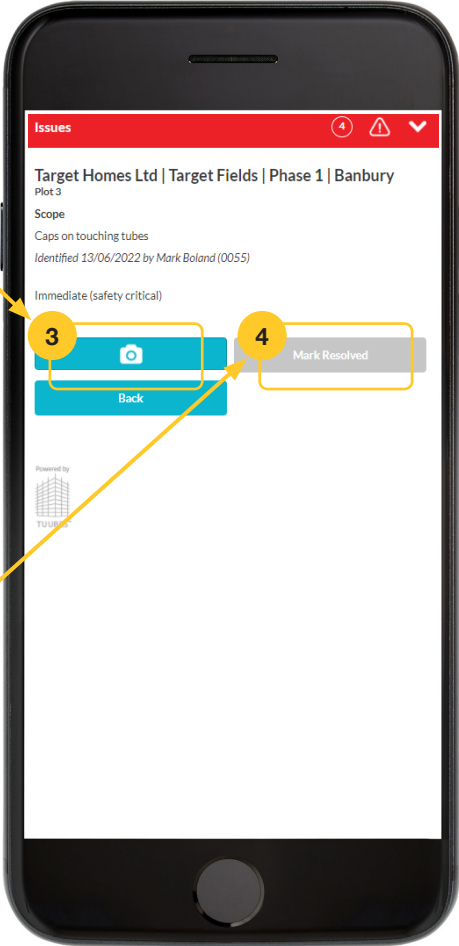 Issues
4
Target Homes Ltd | Target Fields | Phase 1 | Banbury
Plot 3
Scope
Caps on touching tubes
Identified 13/06/2022 by Mark Boland (0055)
Immediate (safety critical)
3
4
Mark Resolved
Back
Powered by
TUUBES